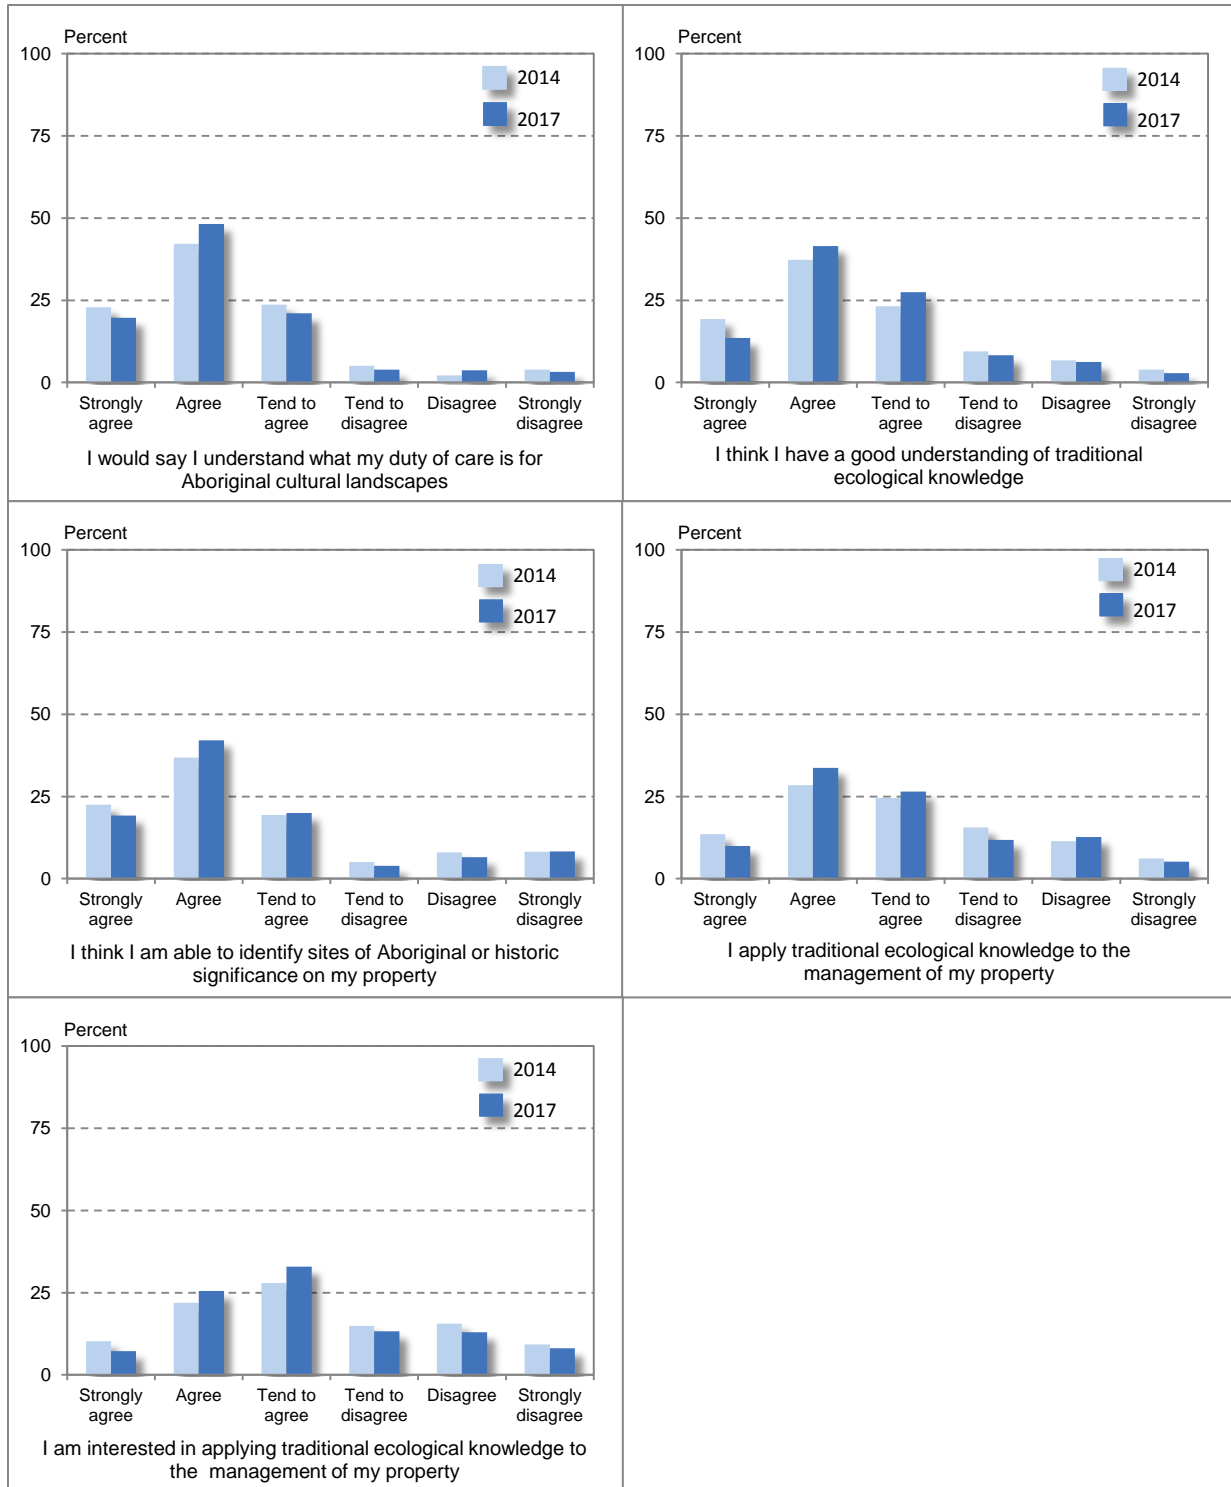 Percent
100
75
50
25
0
2014
2017
Strongly agree
Agree
Tend to agree
Tend to disagree
Disagree
Strongly disagree
I would say I understand what my duty of care is for
Aboriginal cultural landscapes
Percent
100
75
50
25
0
2014
2017
Strongly agree
Agree
Tend to agree
Tend to disagree
Disagree
Strongly disagree
I think I have a good understanding of traditional
ecological knowledge
Percent
100
75
50
25
0
2014
2017
Strongly agree
Agree
Tend to agree
Tend to disagree
Disagree
Strongly disagree
I think I am able to identify sites of Aboriginal or historic
significance on my property
Percent
100
75
50
25
0
2014
2017
Strongly agree
Agree
Tend to agree
Tend to disagree
Disagree
Strongly disagree
I apply traditional ecological knowledge to the
management of my property
Percent
100
75
50
25
0
2014
2017
Strongly agree
Agree
Tend to agree
Tend to disagree
Disagree
Strongly disagree
I am interested in applying traditional ecological knowledge to
the management of my property